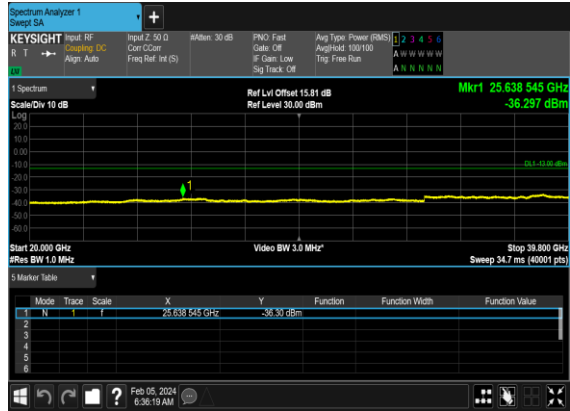 Spectrum Analyzer 1
Swept SA
+
KEYSIGHT Input: RF Input Z: 50 Ω #Atten: 30 dB PNO: Fast Avg Type: Power (RMS) 1 2 3 4 5 6
R T Coupling: DC Corr CCorr Gate: Off Avg|Hold: 100/100 A W W W W W
Align: Auto Freq Ref: Int (S) IF Gain: Low Trig: Free Run
Sig Track: Off A N N N N N
1 Spectrum Ref Lvl Offset 15.81 dB Mkr1 25.638 545 GHz
Scale/Div 10 dB Ref Level 30.00 dBm -36.297 dBm
Log
20.0
10.0
0.00
-10.0 DL1 -13.00 dBm
-20.0
1
-30.0
-40.0
-50.0
-60.0
Start 20.000 GHz Video BW 3.0 MHz* Stop 39.800 GHz
#Res BW 1.0 MHz Sweep 34.7 ms (40001 pts)
5 Marker Table
Mode Trace Scale X Y Function Function Width Function Value
1 N 1 f 25.638 545 GHz -36.30 dBm
2
3
4
5
6
? Feb 05, 2024
6:36:19 AM